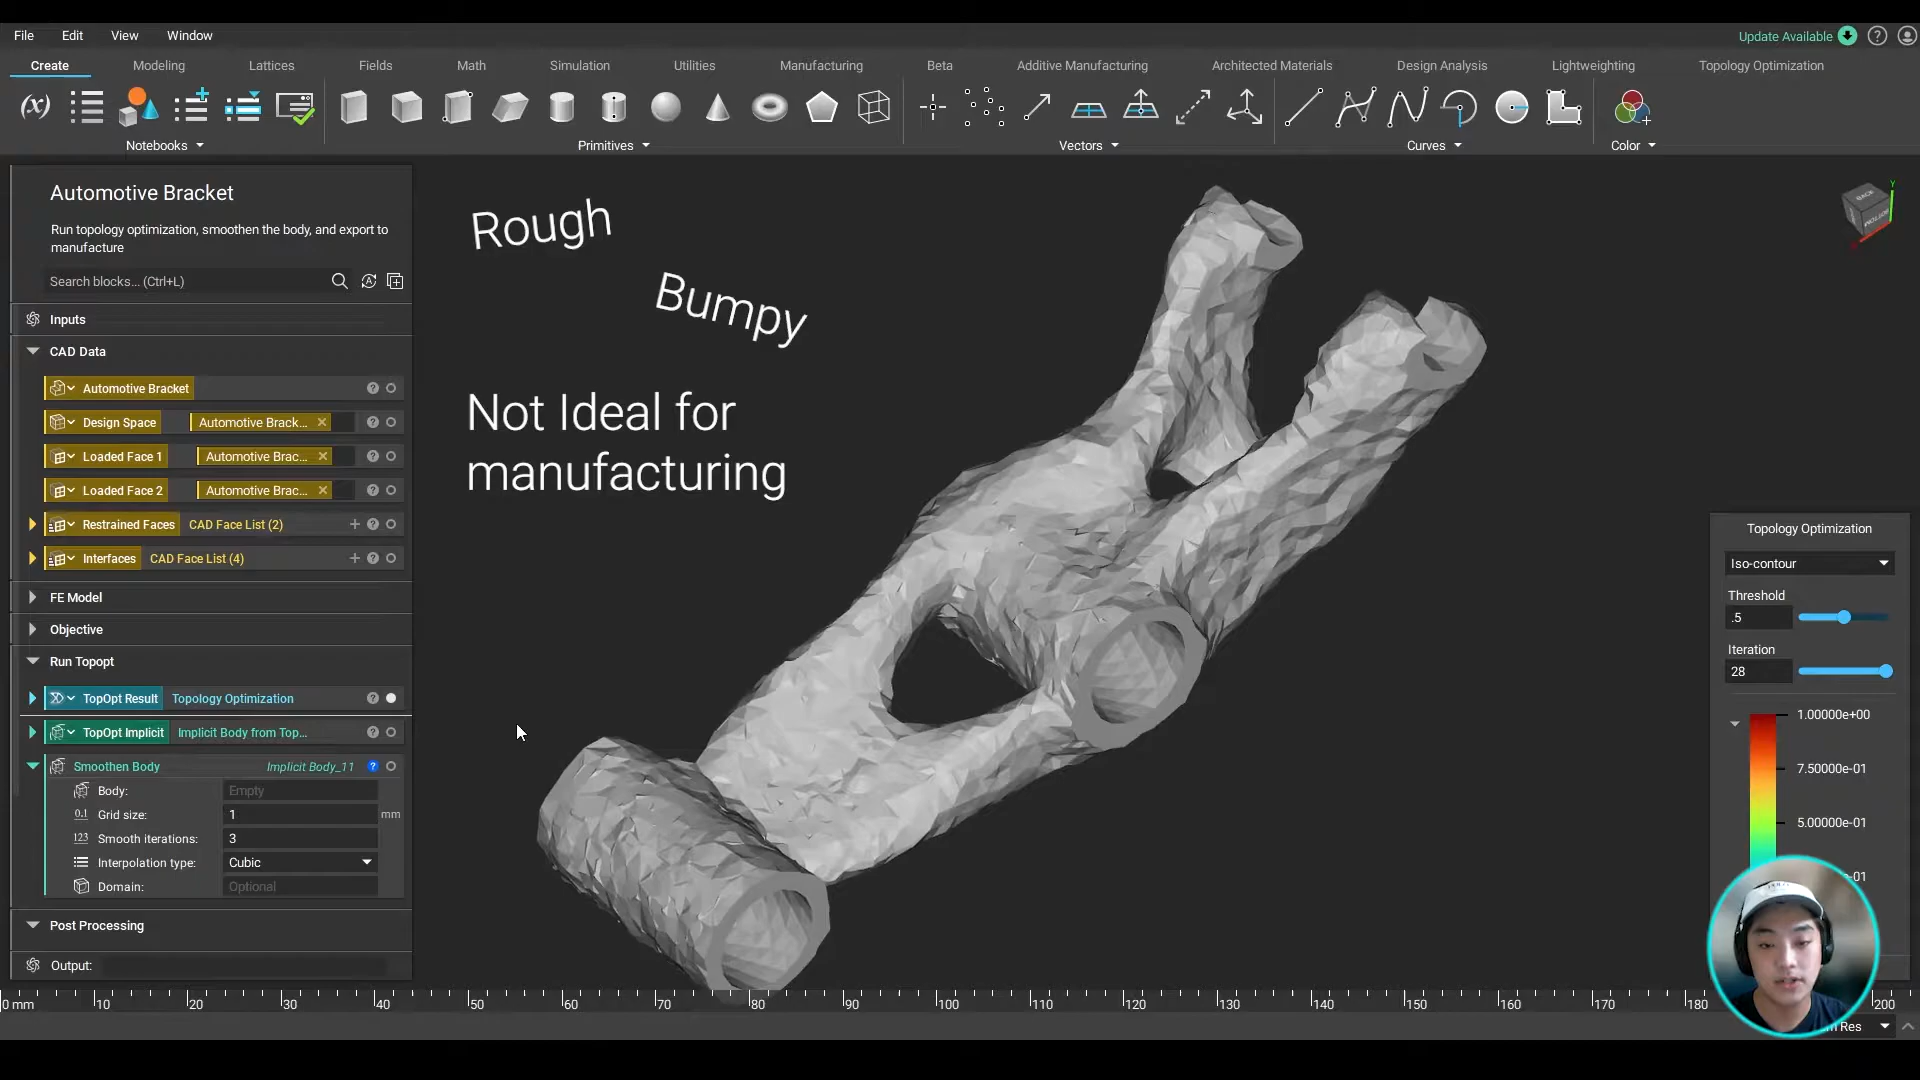 File Edit View Window
Update Available
Create Modeling Lattices Fields Math Simulation Utilities Manufacturing Beta Additive Manufacturing Architected Materials Design Analysis Lightweighting Topology Optimization
Notebooks Primitives Vectors Curves Color
Automotive Bracket
Run topology optimization, smoothen the body, and export to
manufacture
Search blocks... (Ctrl+L)
Inputs
CAD Data
Automotive Bracket
Design Space Automotive Brack...
Loaded Face 1 Automotive Brac...
Loaded Face 2 Automotive Brac...
Restrained Faces CAD Face List (2)
Interfaces CAD Face List (4)
FE Model
Objective
Run Topopt
TopOpt Result Topology Optimization
TopOpt Implicit Implicit Body from Top...
Smoothen Body Implicit Body_11
Body: Empty
Grid size: 1 mm
Smooth iterations: 3
Interpolation type: Cubic
Domain: Optional
Post Processing
Output:
Rough
Bumpy
Not Ideal for
manufacturing
Topology Optimization
Iso-contour
Threshold
.5
Iteration
28
1.00000e+00
7.50000e-01
5.00000e-01
0 mm 10 20 30 40 50 60 70 80 90 100 110 120 130 140 150 160 170 180 200
Res